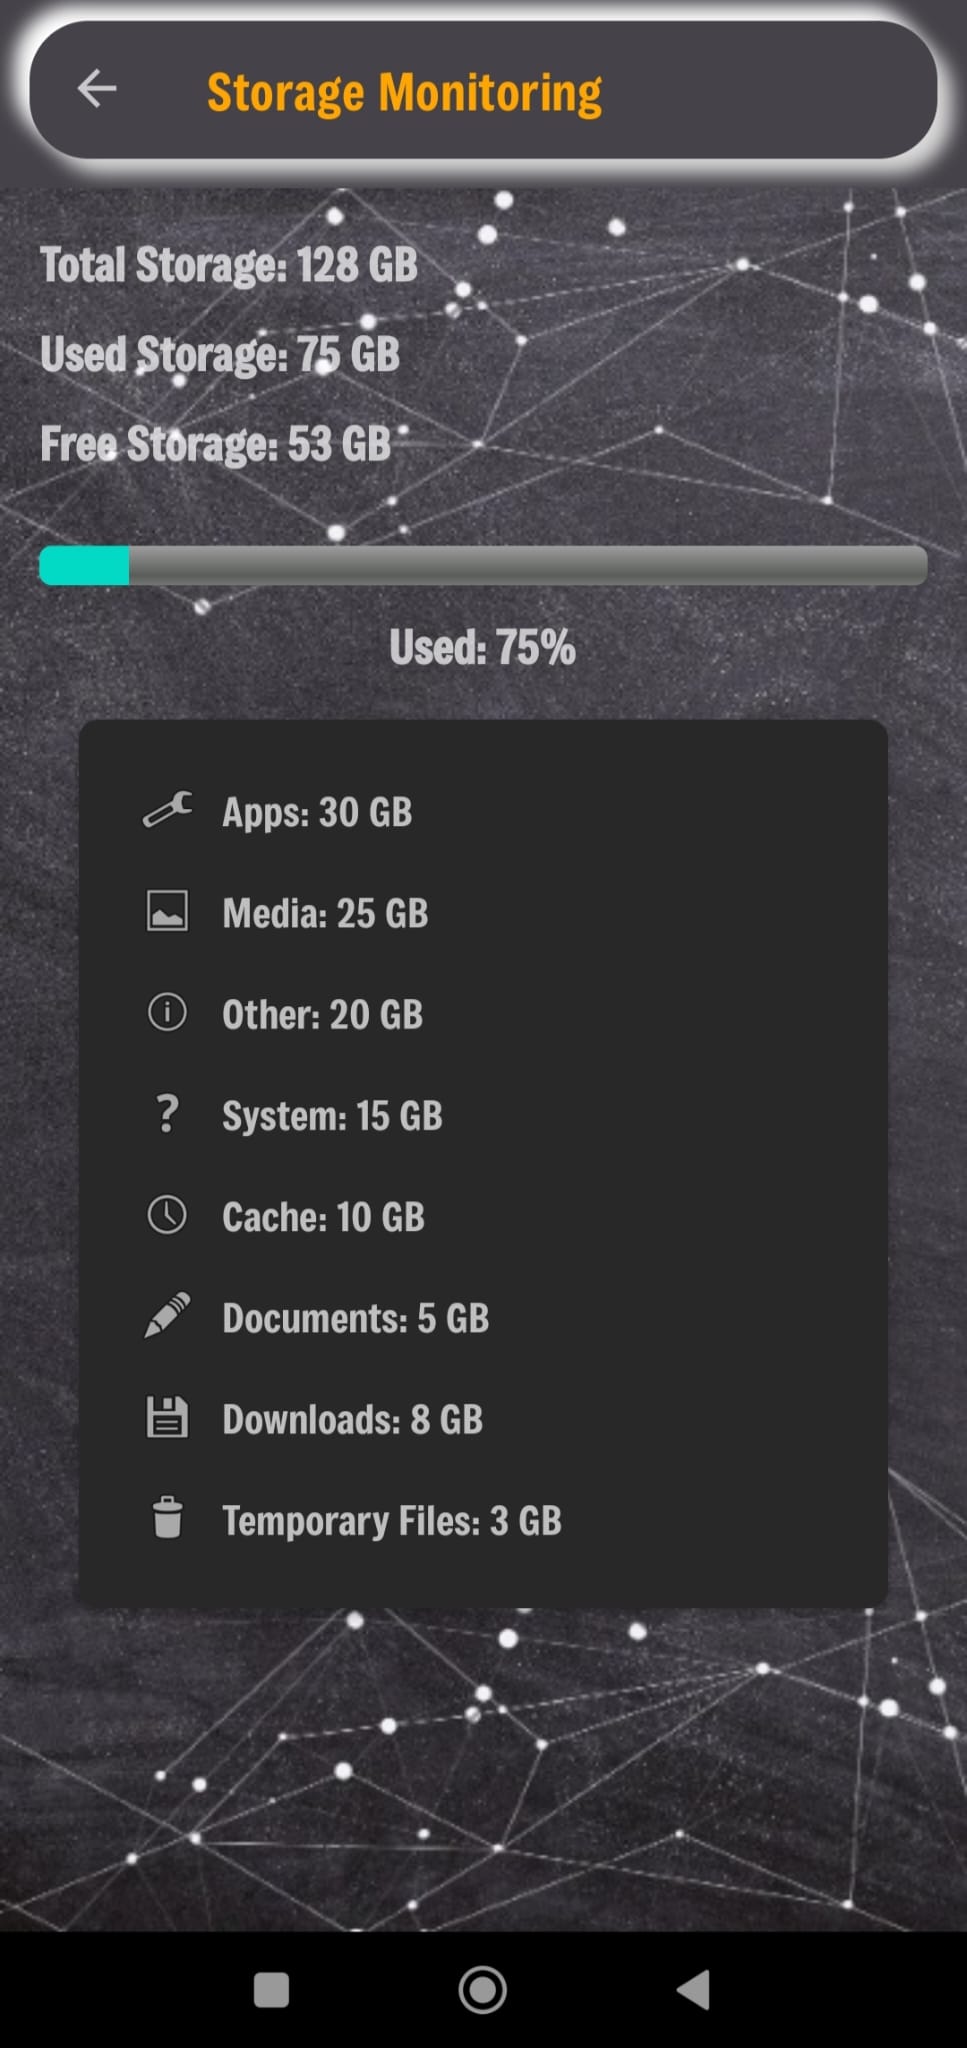 Storage Monitoring
Total Storage: 128 GB
Used Storage: 75 GB
Free Storage: 53 GB
Used: 75%
Apps: 30 GB
Media: 25 GB
Other: 20 GB
System: 15 GB
Cache: 10 GB
Documents: 5 GB
Downloads: 8 GB
Temporary Files: 3 GB